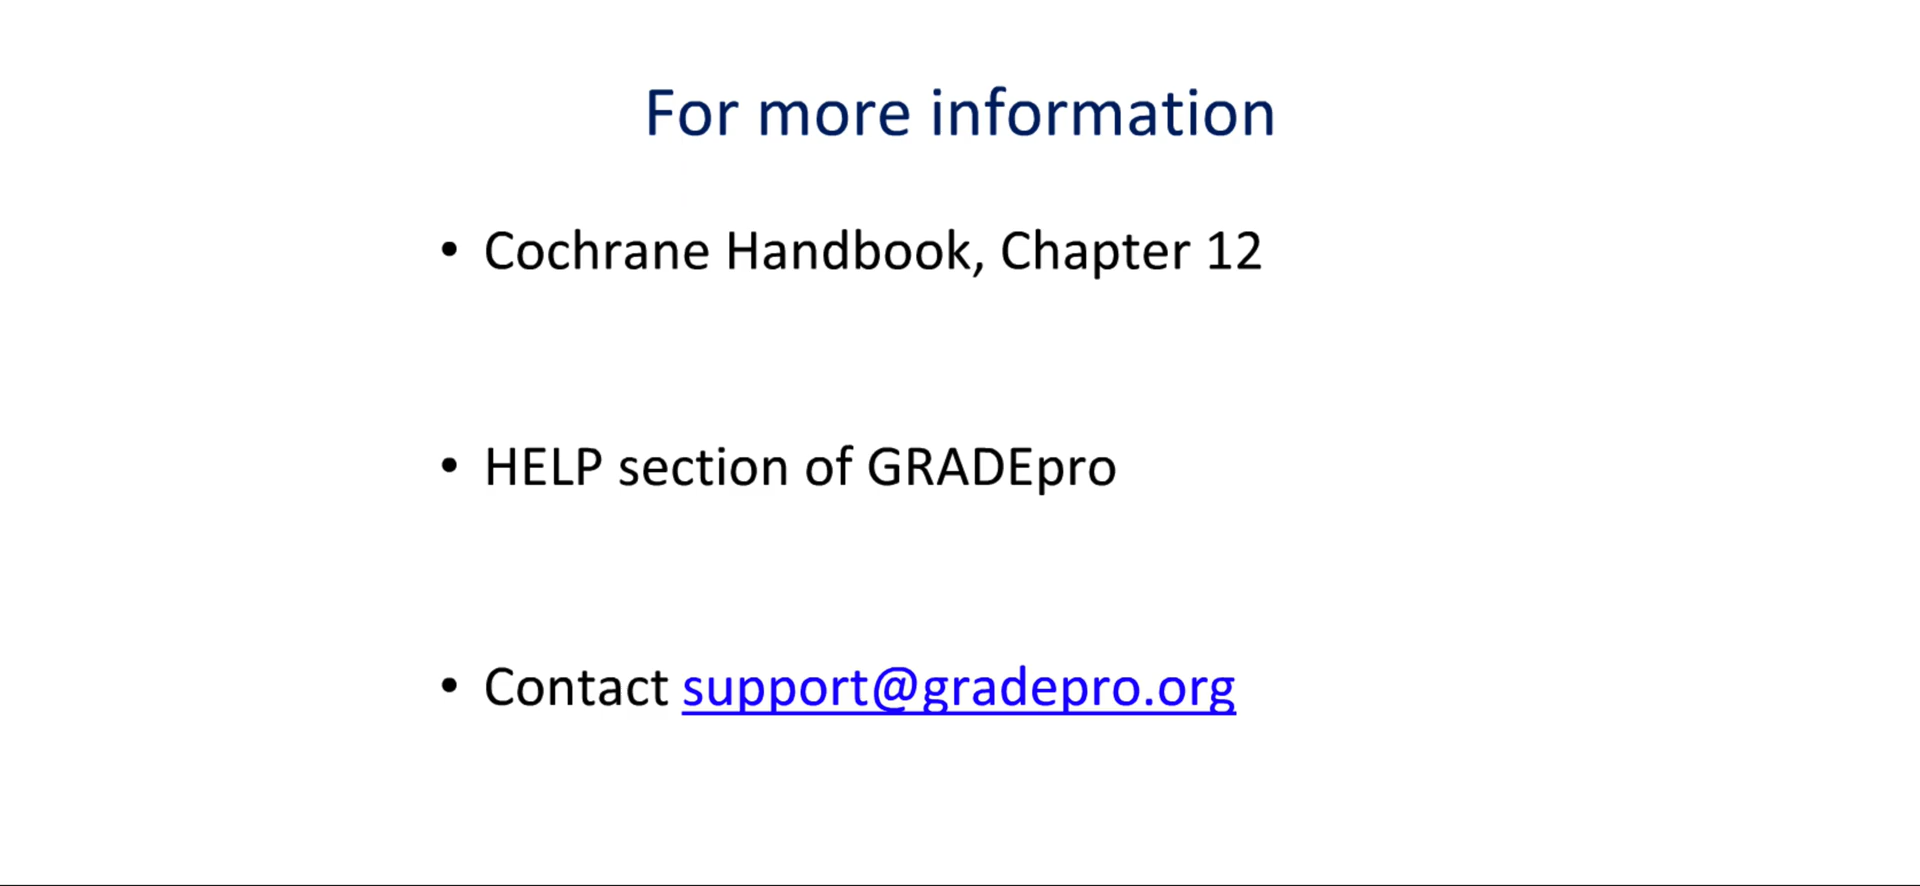 For more information
• Cochrane Handbook, Chapter 12
• HELP section of GRADEpro
• Contact support@gradepro.org